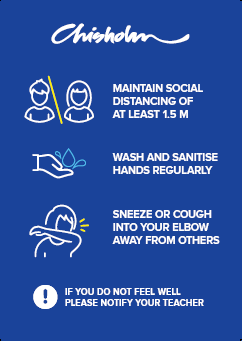 Chisholm
MAINTAIN SOCIAL
DISTANCING OF
AT LEAST 1.5 M
WASH AND SANITISE
HANDS REGULARLY
SNEEZE OR COUGH
INTO YOUR ELBOW
AWAY FROM OTHERS
IF YOU DO NOT FEEL WELL
PLEASE NOTIFY YOUR TEACHER